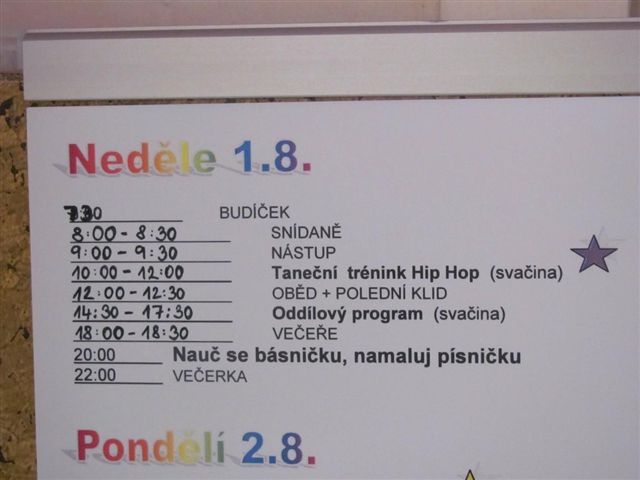 Neděle 1.8.
7:30 BUDÍČEK
8:00 - 8:30 SNÍDANĚ
9:00 - 9:30 NÁSTUP
10:00 - 12:00 Taneční trénink Hip Hop (svačina)
12:00 - 12:30 OBĚD + POLEDNÍ KLID
14:30 - 17:30 Oddílový program (svačina)
18:00 - 18:30 VEČEŘE
20:00 Nauč se básničku, namaluj písničku
22:00 VEČERKA
Pondělí 2.8.